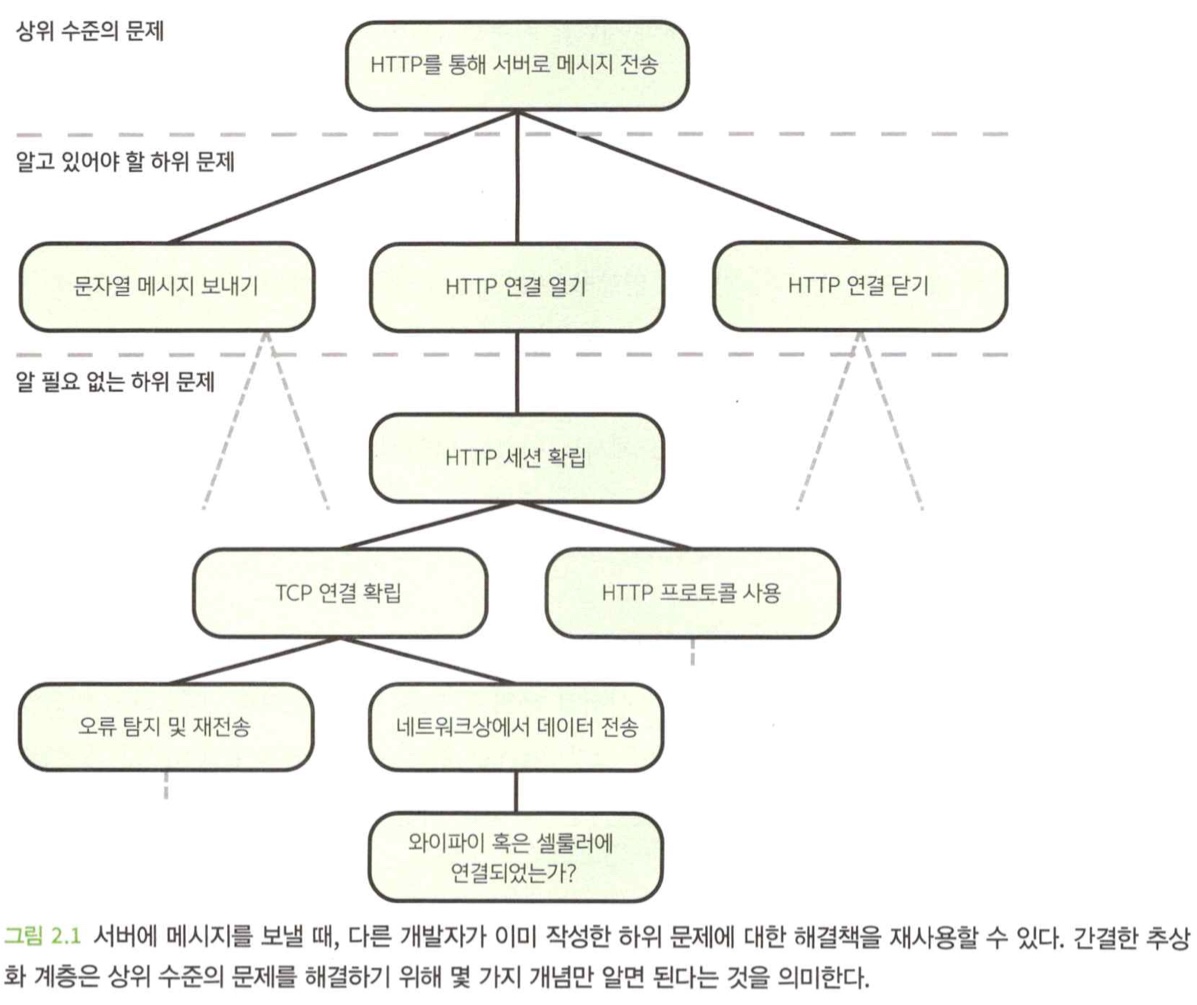 상위 수준의 문제
HTTP를 통해 서버로 메시지 전송
알고 있어야 할 하위 문제
문자열 메시지 보내기
HTTP 연결 열기
HTTP 연결 닫기
알 필요 없는 하위 문제
HTTP 세션 확립
TCP 연결 확립
HTTP 프로토콜 사용
오류 탐지 및 재전송
네트워크상에서 데이터 전송
와이파이 혹은 셀룰러에
연결되었는가?
그림 2.1 서버에 메시지를 보낼 때, 다른 개발자가 이미 작성한 하위 문제에 대한 해결책을 재사용할 수 있다. 간결한 추상
화 계층은 상위 수준의 문제를 해결하기 위해 몇 가지 개념만 알면 된다는 것을 의미한다.